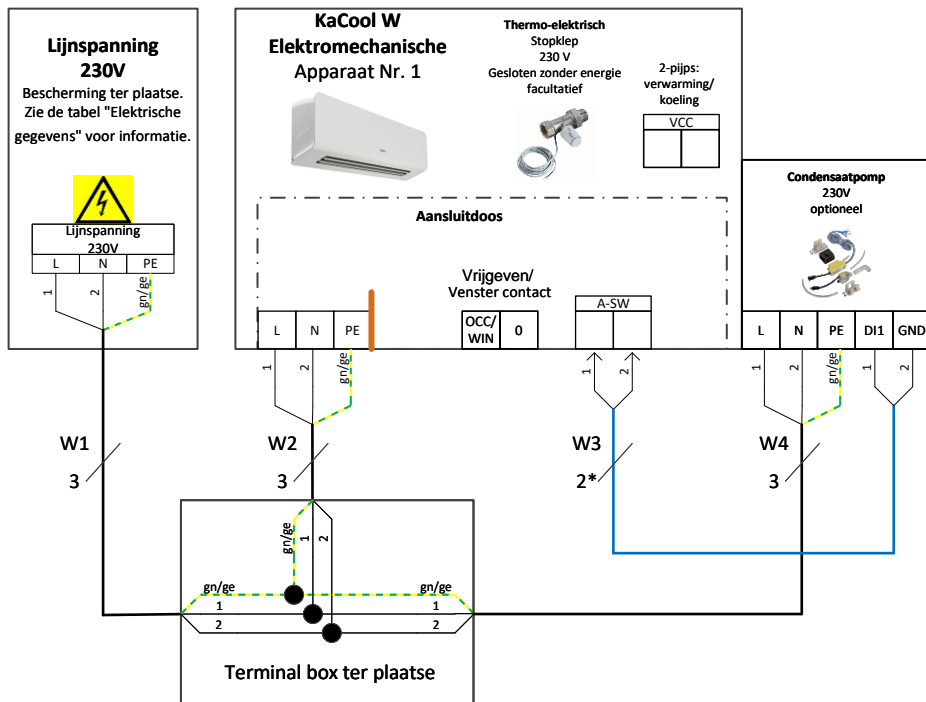 Lijnspanning
230V
Bescherming ter plaatse.
Zie de tabel "Elektrische
gegevens" voor informatie.
Lijnspanning
230V
L N PE
1 2 gn/ge
KaCool W
Elektromechanische
Apparaat Nr. 1
Thermo-elektrisch
Stopklep
230 V
Gesloten zonder energie
facultatief
2-pijps:
verwarming/
koeling
VCC
Aansluitdoos
Vrijgeven/
Venster contact
L N PE
OCC/
WIN 0
A-SW
1 2 gn/ge
1 2
Condensaatpomp
230V
optioneel
L N PE DI1 GND
1 2 gn/ge 1 2
W1
3
W2
3
W3
2*
W4
3
gn/ge 1 2
gn/ge gn/ge
1 1
2 2
Terminal box ter plaatse